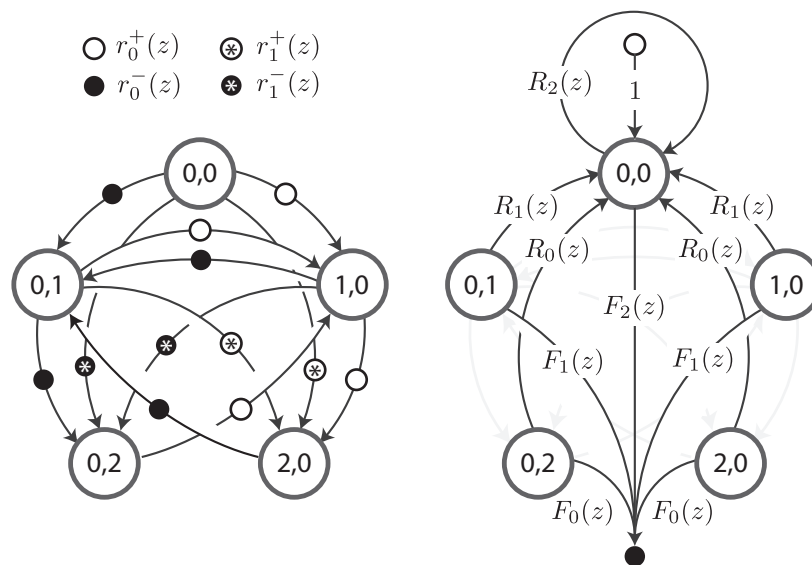 r_0^+(z) r_1^+(z)
r_0^-(z) r_1^-(z)
R_2(z) 1
0,0 0,0
R_1(z) R_1(z)
R_0(z) R_0(z)
0,1 1,0 0,1 1,0
F_2(z)
F_1(z) F_1(z)
0,2 2,0 0,2 2,0
F_0(z) F_0(z)